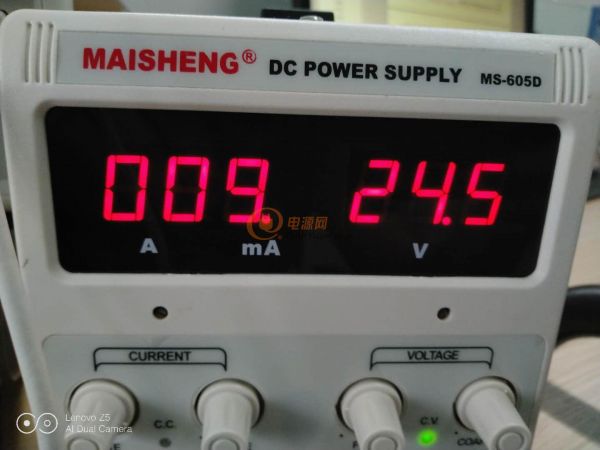 MAISHENG® DC POWER SUPPLY MS-605D
009. 24.5
电源网
A mA V
CURRENT VOLTAGE
C.C. C.V.
Lenovo Z5
AI Dual Camera